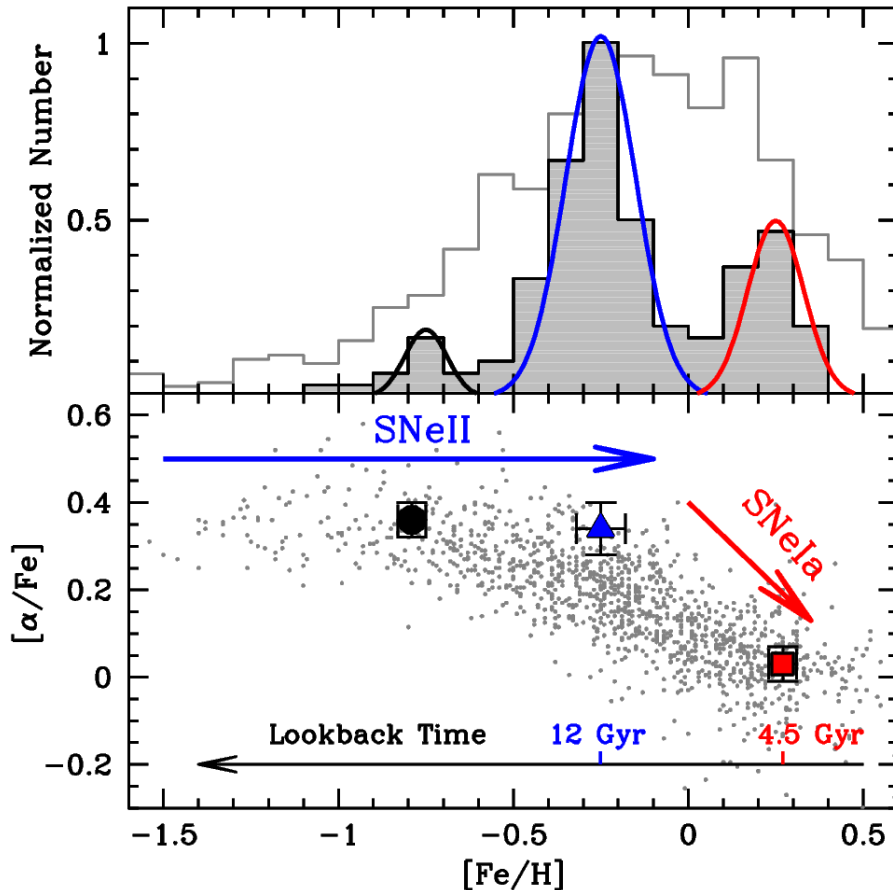 Normalized Number
1
0.5
[α/Fe]
0.6
0.4
0.2
0
−0.2
SNeII
SNeIa
Lookback Time
12 Gyr
4.5 Gyr
−1.5
−1
−0.5
0
0.5
[Fe/H]